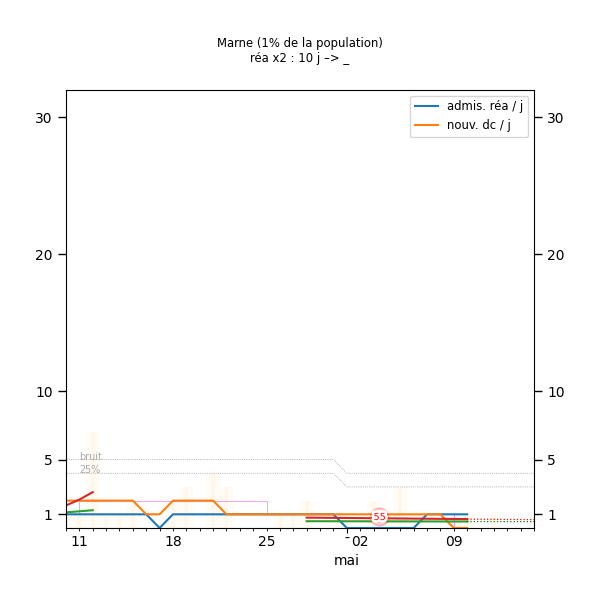 Marne (1% de la population)
réa x2 : 10 j –> _
admis. réa / j
nouv. dc / j
30 30
20 20
10 10
5 5
bruit
25%
55
1 1
11 18 25 02 09
mai